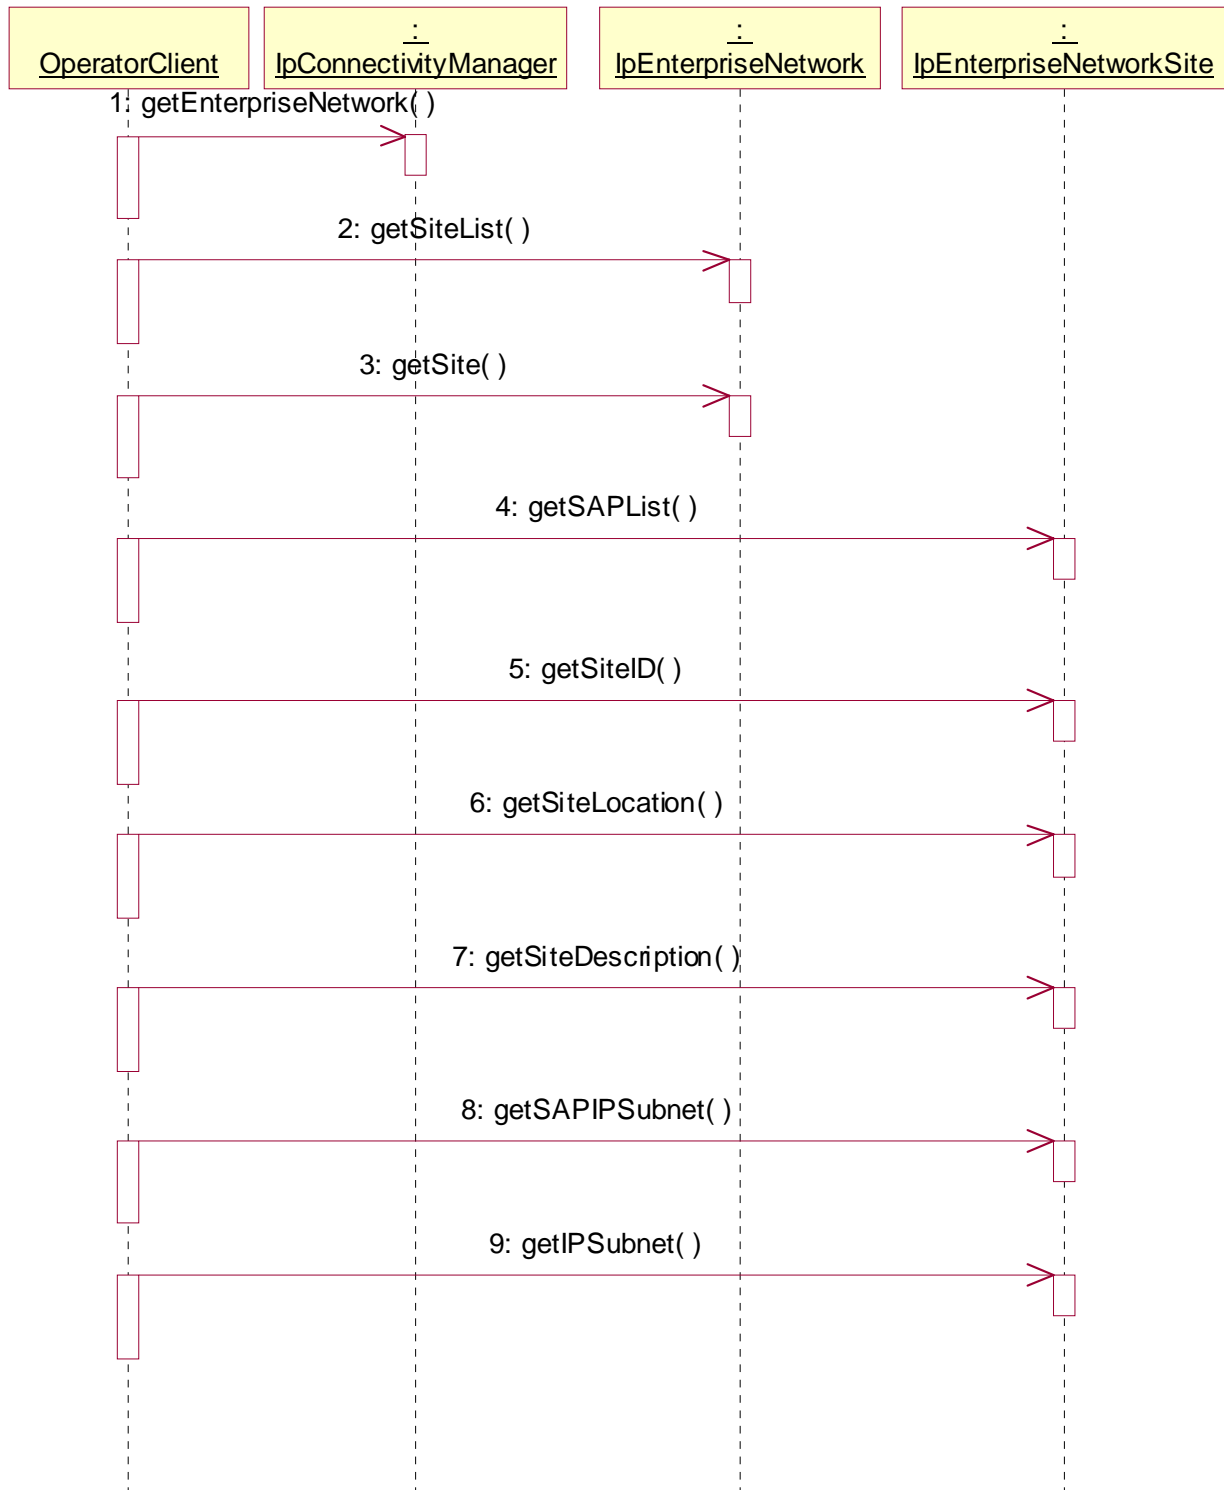 OperatorClient
:
IpConnectivityManager
:
IpEnterpriseNetwork
:
IpEnterpriseNetworkSite
1: getEnterpriseNetwork( )
2: getSiteList( )
3: getSite( )
4: getSAPList( )
5: getSiteID( )
6: getSiteLocation( )
7: getSiteDescription( )
8: getSAPIPSubnet( )
9: getIPSubnet( )